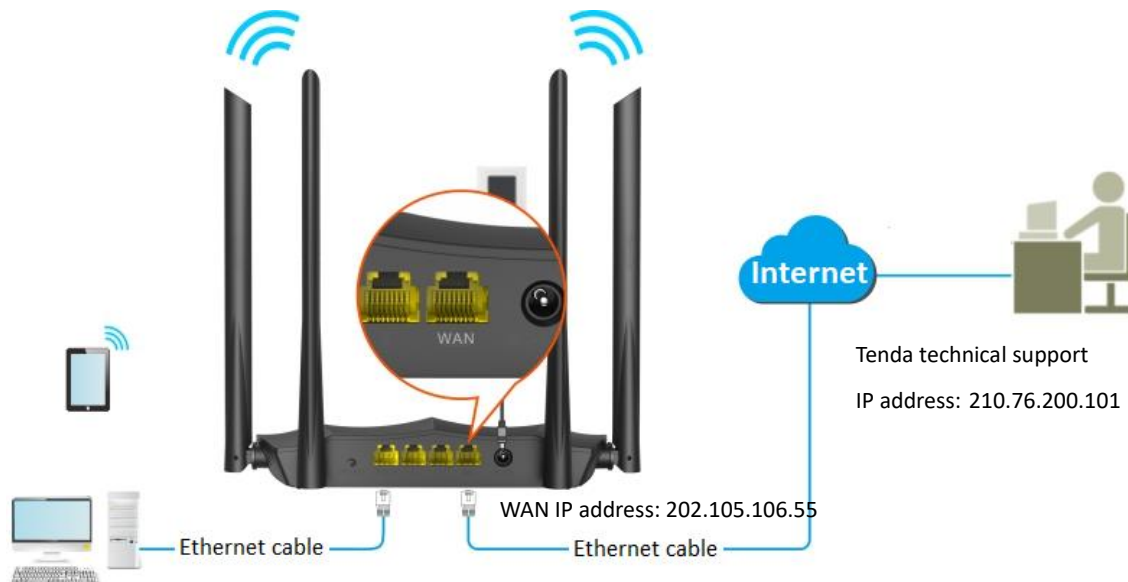 WAN
Internet
Tenda technical support
IP address: 210.76.200.101
WAN IP address: 202.105.106.55
Ethernet cable
Ethernet cable